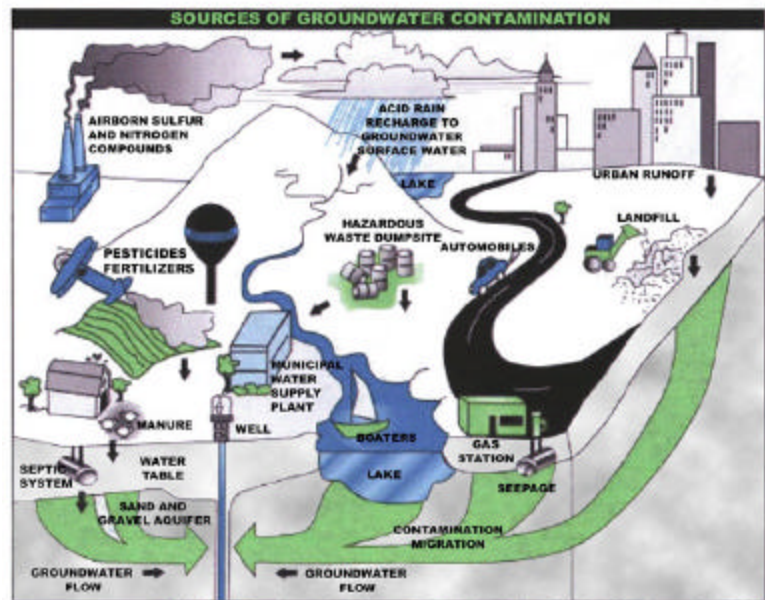 SOURCES OF GROUNDWATER CONTAMINATION
AIRBORN SULFUR
AND NITROGEN
COMPOUNDS
ACID RAIN
RECHARGE TO
GROUNDWATER
SURFACE WATER
LAKE
URBAN RUNOFF
PESTICIDES
FERTILIZERS
HAZARDOUS
WASTE DUMPSITE
AUTOMOBILES
LANDFILL
MUNICIPAL
WATER
SUPPLY
PLANT
MANURE
WELL
BOATERS
GAS
STATION
SEPTIC
SYSTEM
WATER
TABLE
LAKE
SEEPAGE
SAND AND
GRAVEL AQUIFER
CONTAMINATION
MIGRATION
GROUNDWATER
FLOW
GROUNDWATER
FLOW